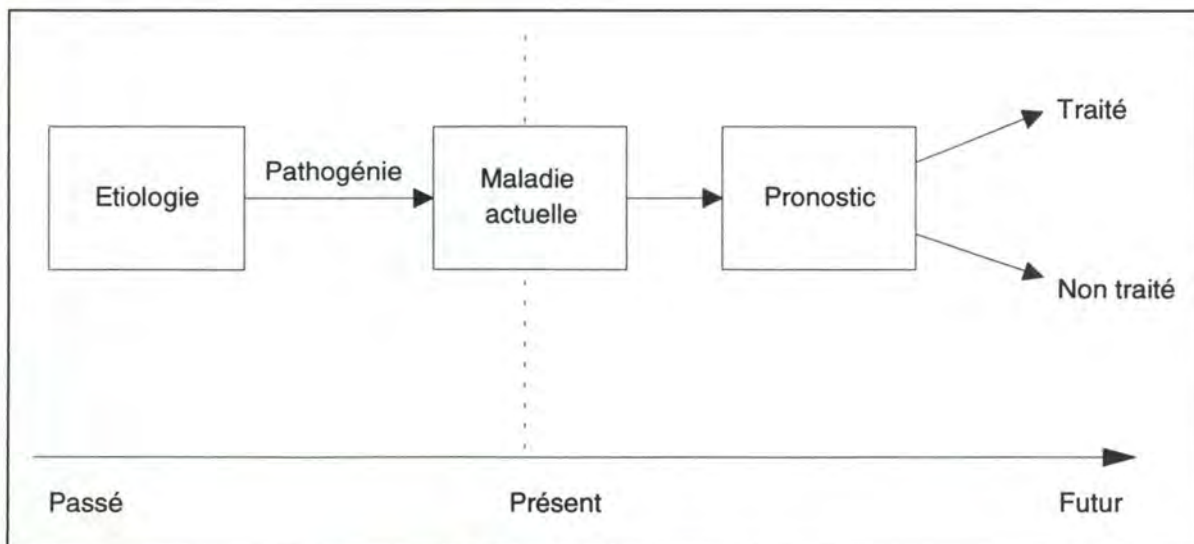 Traité
Etiologie
Pathogénie
Maladie
actuelle
Pronostic
Non traité
Passé
Présent
Futur